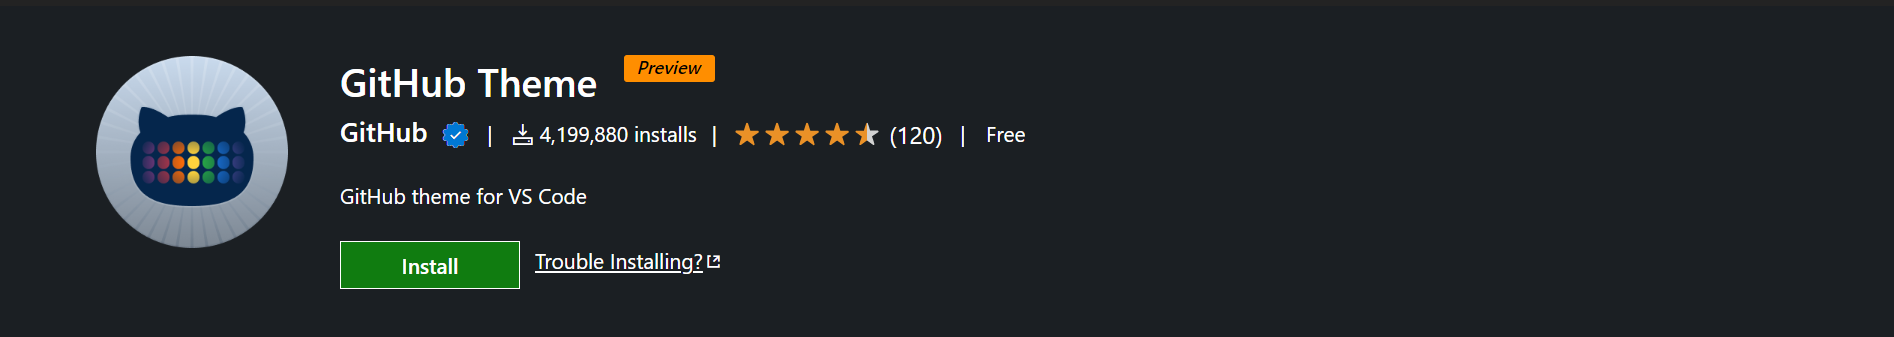 GitHub Theme Preview
GitHub | 4,199,880 installs | (120) | Free
GitHub theme for VS Code
Install Trouble Installing?